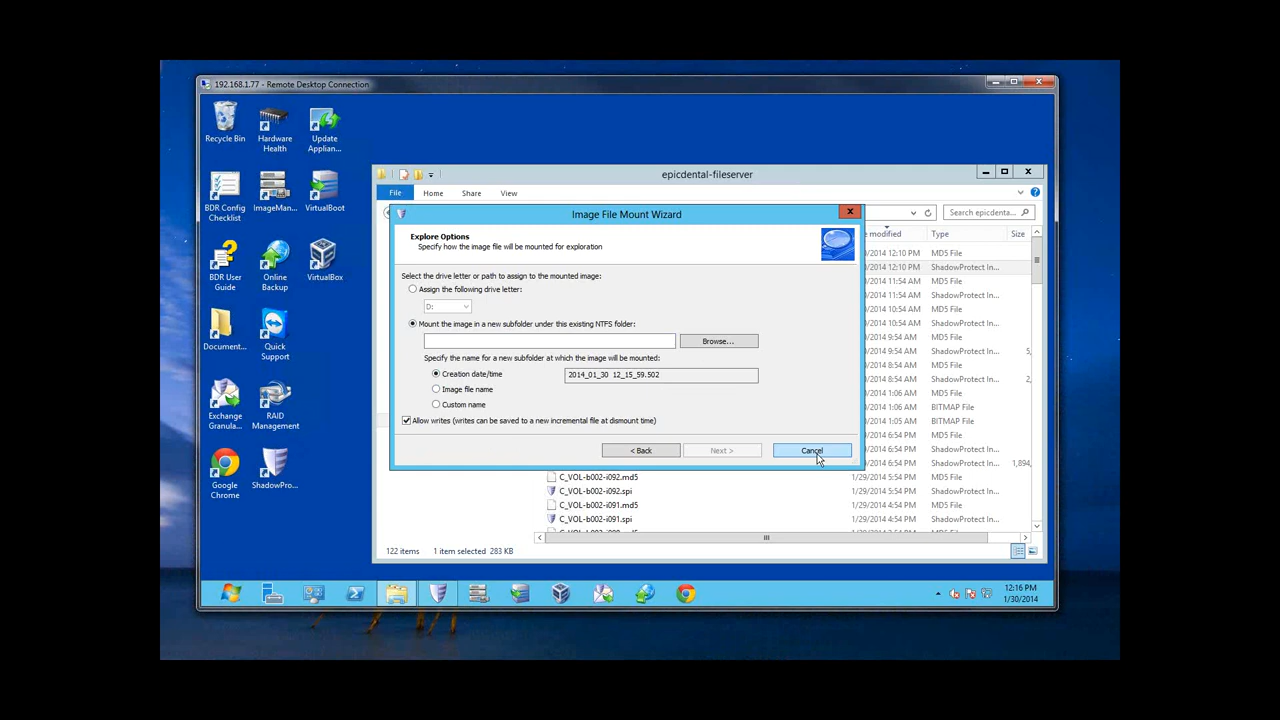 192.168.1.77 - Remote Desktop Connection
Recycle Bin
Hardware Health
Update Applian...
BDR Config Checklist
ImageMan...
VirtualBoot
BDR User Guide
Online Backup
VirtualBox
Document...
Quick Support
Exchange Granula...
RAID Management
Google Chrome
ShadowPro...
epicdental-fileserver
File Home Share View
Search epicdenta...
Image File Mount Wizard
Explore Options
Specify how the image file will be mounted for exploration
Select the drive letter or path to assign to the mounted image:
Assign the following drive letter:
D:
Mount the image in a new subfolder under this existing NTFS folder:
Browse...
Specify the name for a new subfolder at which the image will be mounted:
Creation date/time
2014_01_30 12_15_59.502
Image file name
Custom name
Allow writes (writes can be saved to a new incremental file at dismount time)
< Back Next > Cancel
modified Type Size
/2014 12:10 PM MD5 File
/2014 12:10 PM ShadowProtect In...
/2014 11:54 AM MD5 File
/2014 11:54 AM ShadowProtect In...
/2014 10:54 AM MD5 File
/2014 10:54 AM ShadowProtect In...
/2014 9:54 AM MD5 File
/2014 9:54 AM ShadowProtect In... 5,
/2014 8:54 AM MD5 File
/2014 8:54 AM ShadowProtect In... 2,
/2014 1:06 AM MD5 File
/2014 1:06 AM BITMAP File
/2014 1:06 AM BITMAP File
/2014 6:54 PM MD5 File
/2014 6:54 PM ShadowProtect In... 1,894,
C_VOL-b002-i092.md5 1/29/2014 5:54 PM MD5 File
C_VOL-b002-i092.spi 1/29/2014 5:54 PM ShadowProtect In...
C_VOL-b002-i091.md5 1/29/2014 4:54 PM MD5 File
C_VOL-b002-i091.spi 1/29/2014 4:54 PM ShadowProtect In...
122 items 1 item selected 283 KB
12:16 PM
1/30/2014